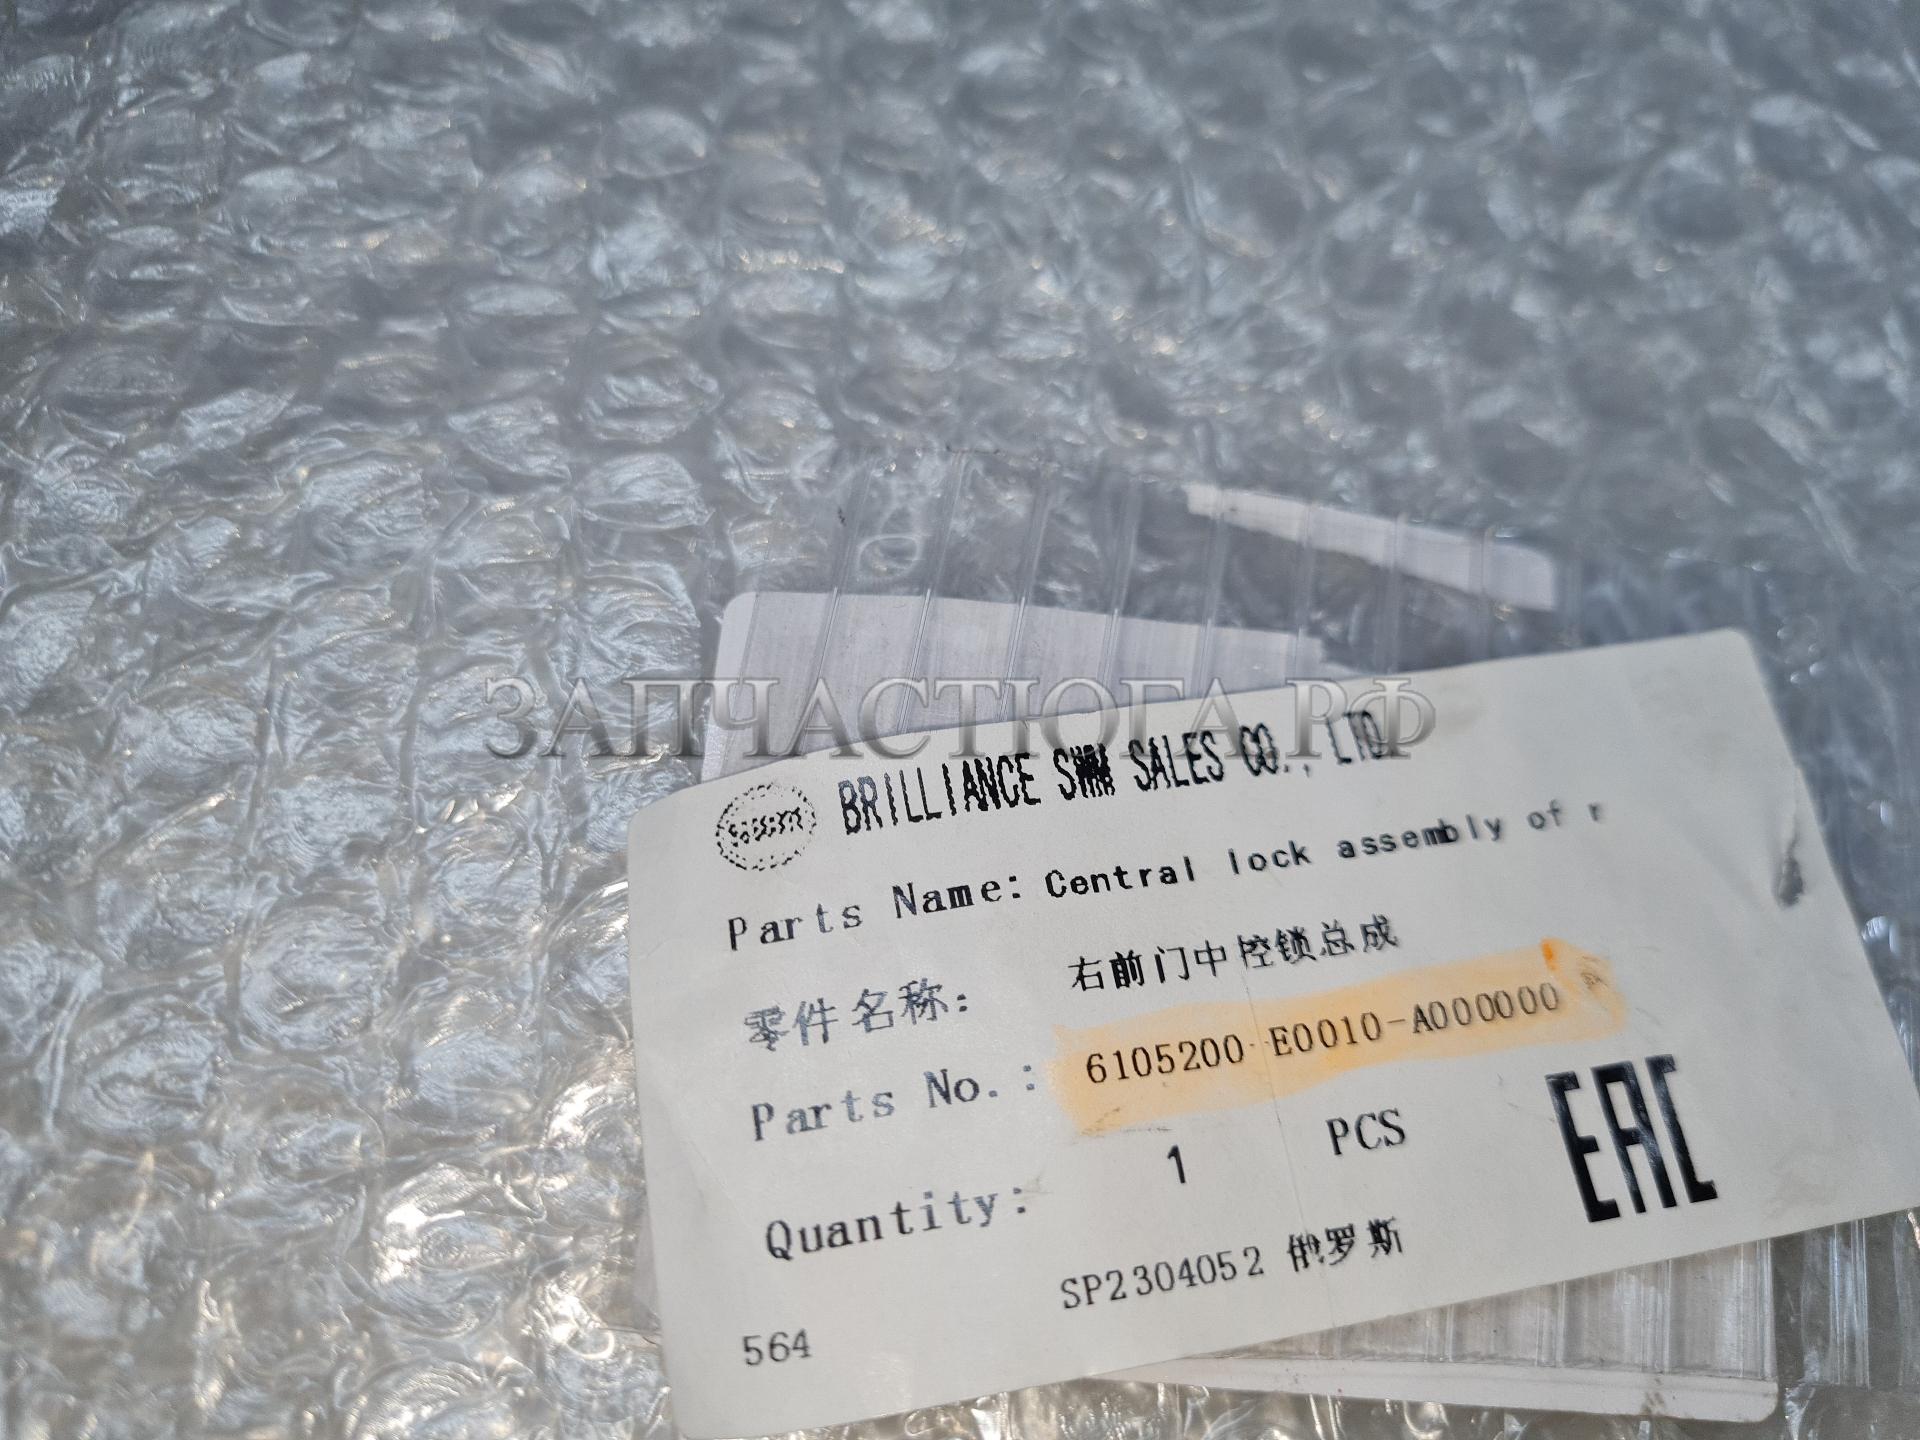 ЗАПЧАСТЮГА.РФ
BRILLIANCE SWM SALES CO., LTD.
Parts Name: Central lock assembly of r
零件名称: 右前门中控锁总成
Parts No.: 6105200-E0010-A000000
Quantity: 1 PCS
EAC
SP2304052 俄罗斯
564